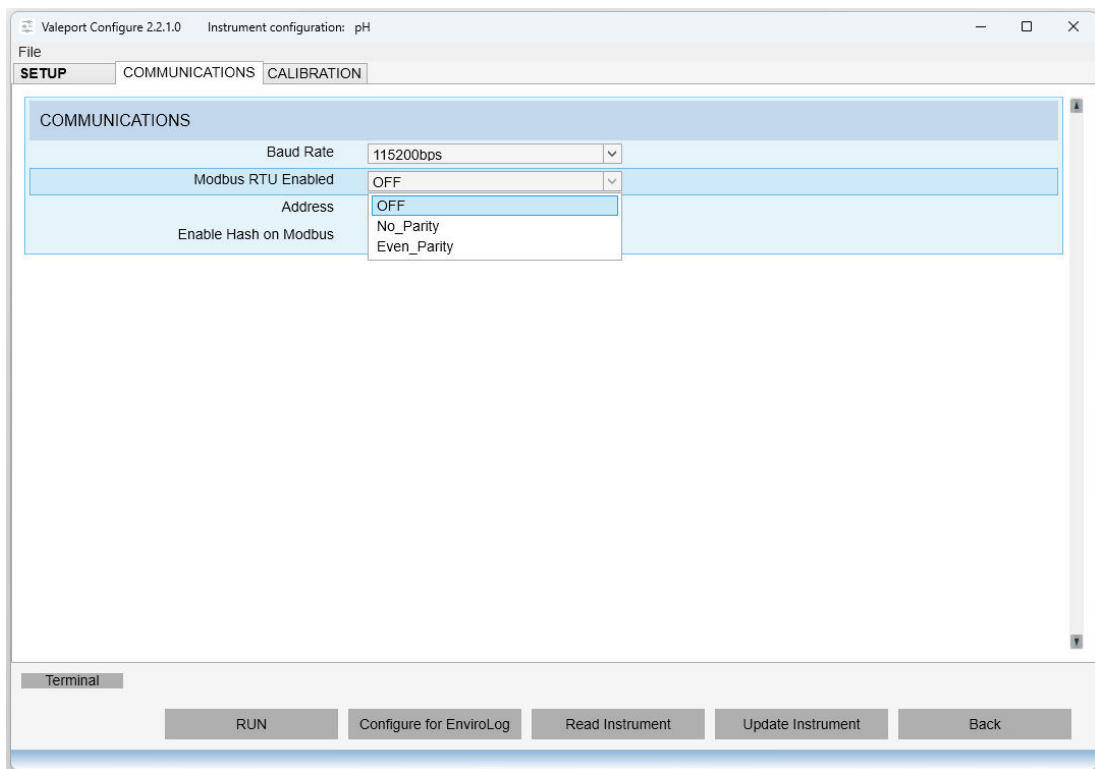 Valeport Configure 2.2.1.0 Instrument configuration: pH
File
SETUP COMMUNICATIONS CALIBRATION
COMMUNICATIONS
Baud Rate 115200bps
Modbus RTU Enabled OFF
Address OFF
No_Parity
Enable Hash on Modbus
Even_Parity
Terminal
RUN Configure for EnviroLog Read Instrument Update Instrument Back